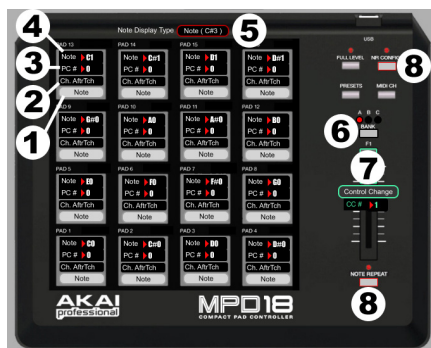 Note Display Type Note ( C#3 )
USB
4 3 2 1 5 8 6 7 8
FULL LEVEL NR CONFIG
PRESETS MIDI CH
A B C
BANK
F1
Control Change
CC # 1
NOTE REPEAT
PAD 13 PAD 14 PAD 15
Note C1 Note C#1 Note D1 Note D#1
PC # 0 PC # 0 PC # 0 PC # 0
Ch. AftrTch Ch. AftrTch Ch. AftrTch Ch. AftrTch
Note Note Note Note
PAD 9 PAD 10 PAD 11 PAD 12
Note G#0 Note A0 Note A#0 Note B0
PC # 0 PC # 0 PC # 0 PC # 0
Ch. AftrTch Ch. AftrTch Ch. AftrTch Ch. AftrTch
Note Note Note Note
PAD 5 PAD 6 PAD 7 PAD 8
Note E0 Note F0 Note F#0 Note G0
PC # 0 PC # 0 PC # 0 PC # 0
Ch. AftrTch Ch. AftrTch Ch. AftrTch Ch. AftrTch
Note Note Note Note
PAD 1 PAD 2 PAD 3 PAD 4
Note C0 Note C#0 Note D0 Note D#0
PC # 0 PC # 0 PC # 0 PC # 0
Ch. AftrTch Ch. AftrTch Ch. AftrTch Ch. AftrTch
Note Note Note Note
AKAI MPD18
professional COMPACT PAD CONTROLLER